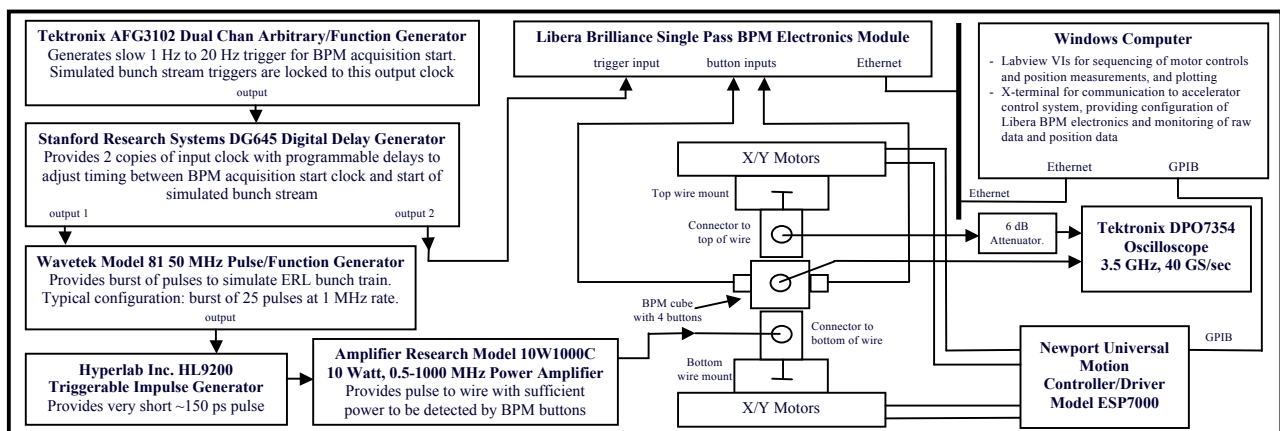 Tektronix AFG3102 Dual Chan Arbitrary/Function Generator
Generates slow 1 Hz to 20 Hz trigger for BPM acquisition start.
Simulated bunch stream triggers are locked to this output clock
output
Stanford Research Systems DG645 Digital Delay Generator
Provides 2 copies of input clock with programmable delays to
adjust timing between BPM acquisition start clock and start of
simulated bunch stream
output 1
output 2
Wavetek Model 81 50 MHz Pulse/Function Generator
Provides burst of pulses to simulate ERL bunch train.
Typical configuration: burst of 25 pulses at 1 MHz rate.
output
Hyperlab Inc. HL9200
Triggerable Impulse Generator
Provides very short ~150 ps pulse
Amplifier Research Model 10W1000C
10 Watt, 0.5-1000 MHz Power Amplifier
Provides pulse to wire with sufficient
power to be detected by BPM buttons
Libera Brilliance Single Pass BPM Electronics Module
trigger input
button inputs
Ethernet
X/Y Motors
Top wire mount
Connector to
top of wire
BPM cube
with 4 buttons
Connector to
bottom of wire
Bottom
wire mount
X/Y Motors
Windows Computer
- Labview VIs for sequencing of motor controls
and position measurements, and plotting
- X-terminal for communication to accelerator
control system, providing configuration of
Libera BPM electronics and monitoring of raw
data and position data
Ethernet
GPIB
Ethernet
6 dB
Attenuator.
Tektronix DPO7354
Oscilloscope
3.5 GHz, 40 GS/sec
GPIB
Newport Universal
Motion
Controller/Driver
Model ESP7000